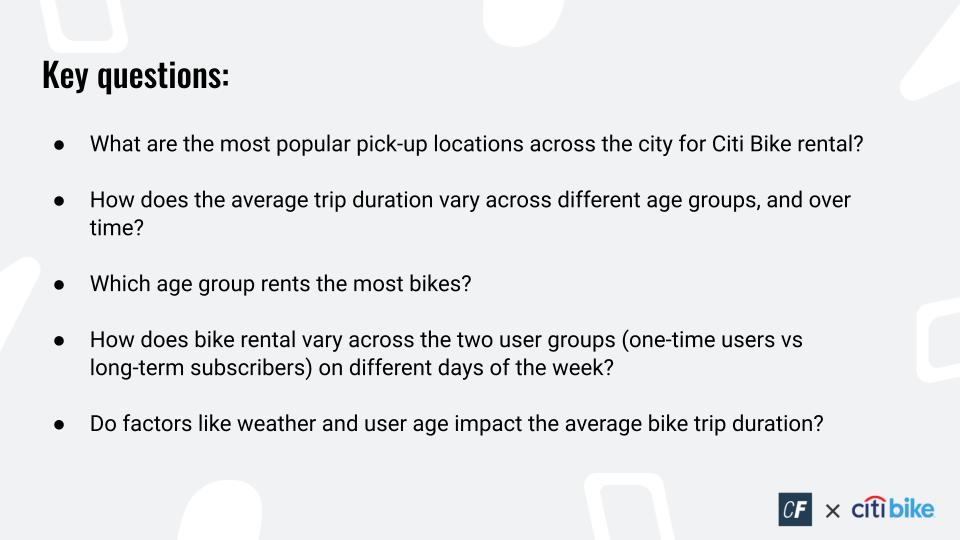 Key questions:
● What are the most popular pick-up locations across the city for Citi Bike rental?
● How does the average trip duration vary across different age groups, and over
time?
● Which age group rents the most bikes?
● How does bike rental vary across the two user groups (one-time users vs
long-term subscribers) on different days of the week?
● Do factors like weather and user age impact the average bike trip duration?
CF × citi bike